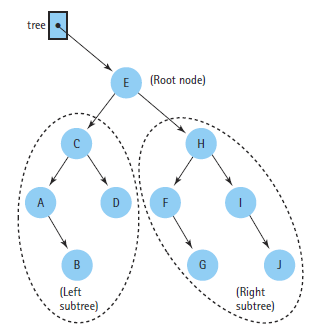 tree
E (Root node)
C H
A D F I
B G J
(Left (Right
subtree) subtree)